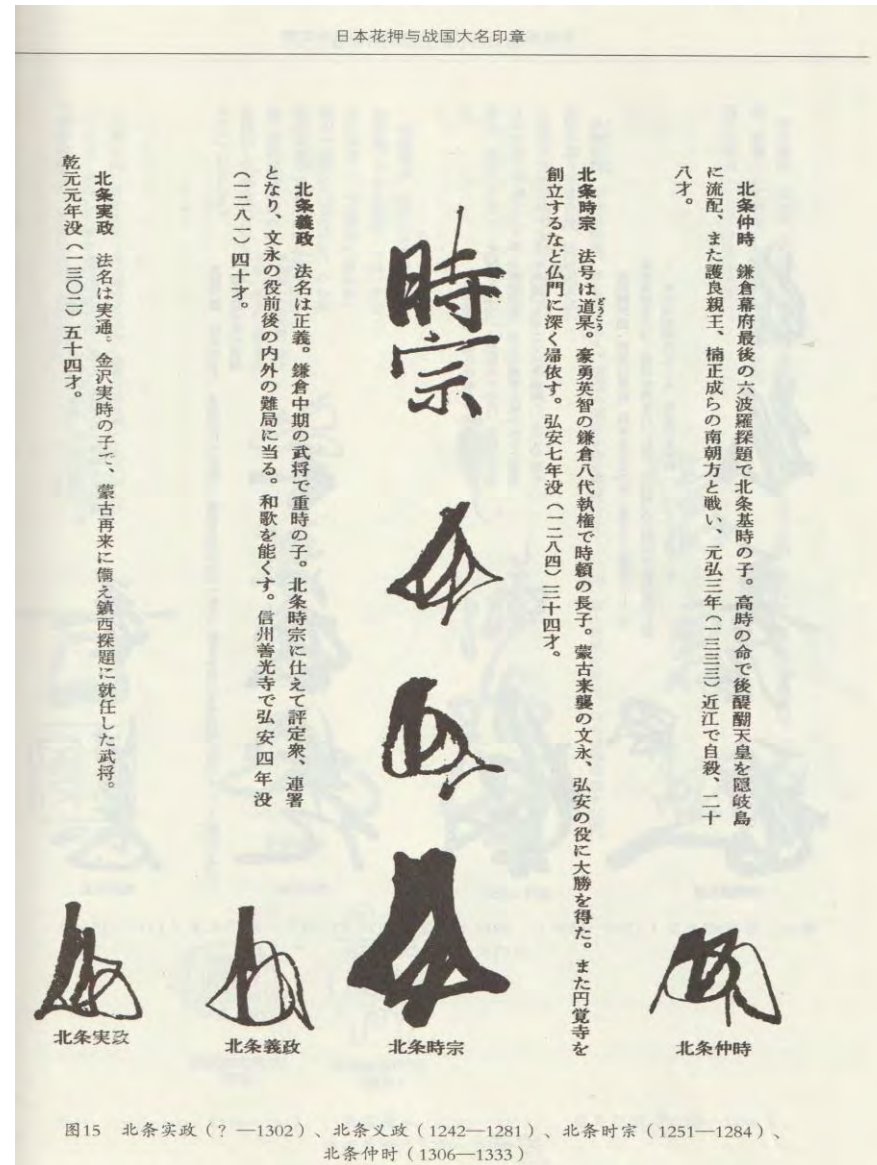 日本花押与战国大名印章
北条仲時　鎌倉幕府最後の六波羅探題で北条基時の子。高時の命で後醍醐天皇を隠岐島
に流配、また護良親王、楠正成らの南朝方と戦い、元弘三年（一三三三）近江で自殺、二十
八才。
北条時宗　法号は道杲。豪勇英智の鎌倉八代執権で時頼の長子。蒙古来襲の文永、弘安の役に大勝を得た。また円覚寺を
どうこう
創立するなど仏門に深く帰依す。弘安七年没（一二八四）三十四才。
時宗
北条義政　法名は正義。鎌倉中期の武将で重時の子。北条時宗に仕えて評定衆、連署
となり、文永の役前後の内外の難局に当る。和歌を能くす。信州善光寺で弘安四年没
（一二八一）四十才。
北条実政　法名は実通。金沢実時の子で、蒙古再来に備え鎮西探題に就任した武将。
乾元元年没（一三〇二）五十四才。
北条仲時
北条時宗
北条義政
北条実政
图15　北条实政（？—1302）、北条义政（1242—1281）、北条时宗（1251—1284）、
北条仲时（1306—1333）